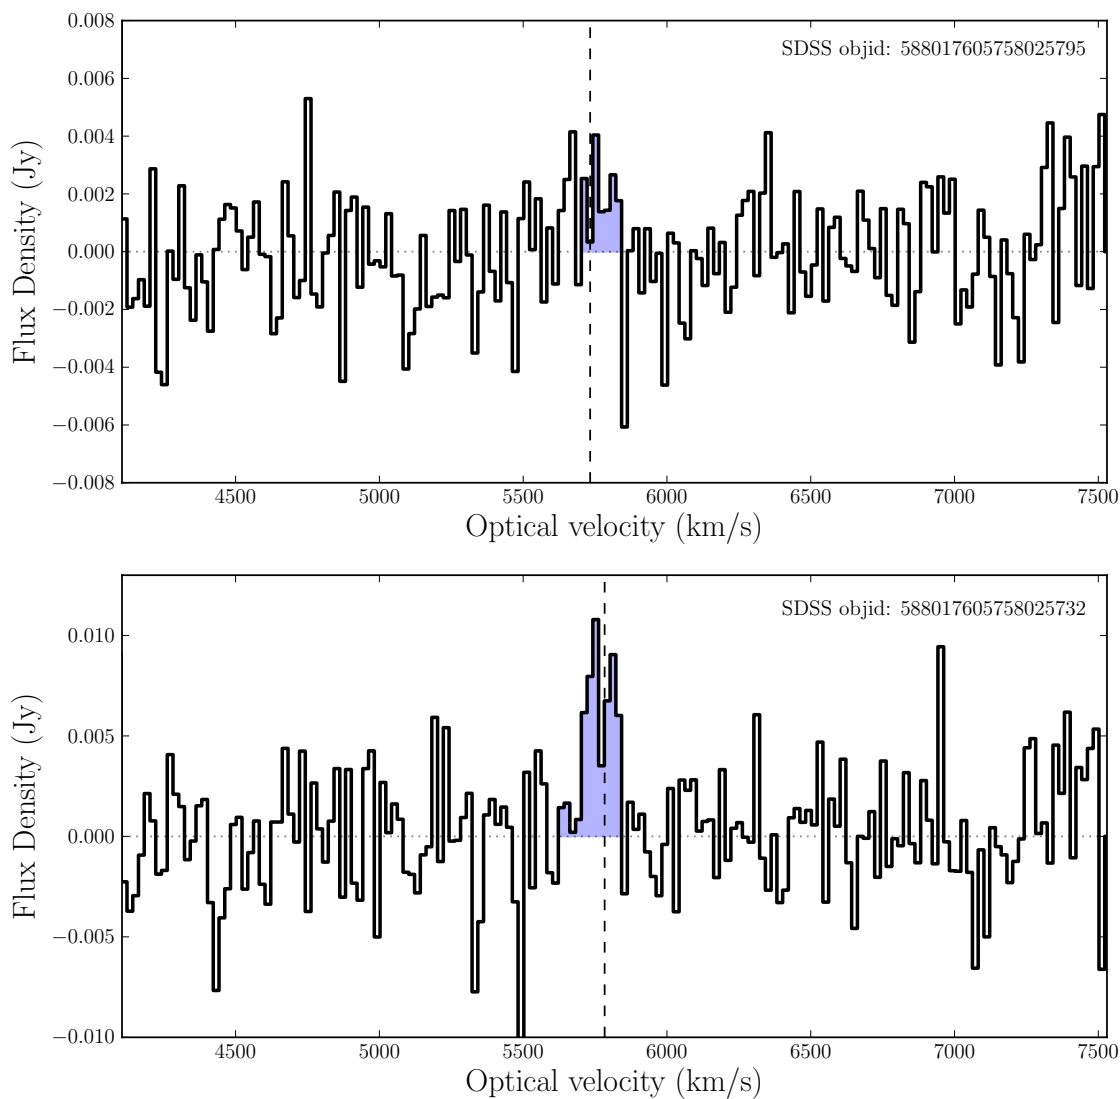 0.008
SDSS objid: 588017605758025795
0.006
0.004
0.002
0.000
−0.002
−0.004
−0.006
−0.008
Flux Density (Jy)
4500 5000 5500 6000 6500 7000 7500
Optical velocity (km/s)
SDSS objid: 588017605758025732
0.010
0.005
0.000
−0.005
−0.010
Flux Density (Jy)
4500 5000 5500 6000 6500 7000 7500
Optical velocity (km/s)